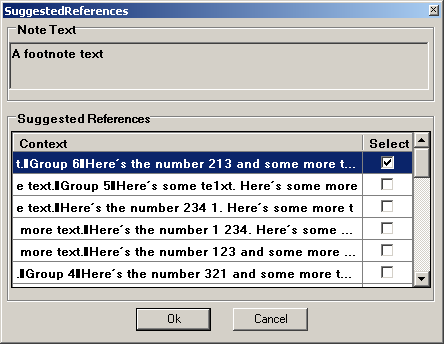 SuggestedReferences
Note Text
A footnote text
Suggested References
Context Select
t.▯Group 6▯Here´s the number 213 and some more t...
e text.▯Group 5▯Here´s some te1xt. Here´s some more
e text.▯Here´s the number 234 1. Here´s some more t
more text.▯Here´s the number 1 234. Here´s some ...
more text.▯Here´s the number 123 and some more ...
.▯Group 4▯Here´s the number 321 and some more t...
Ok Cancel